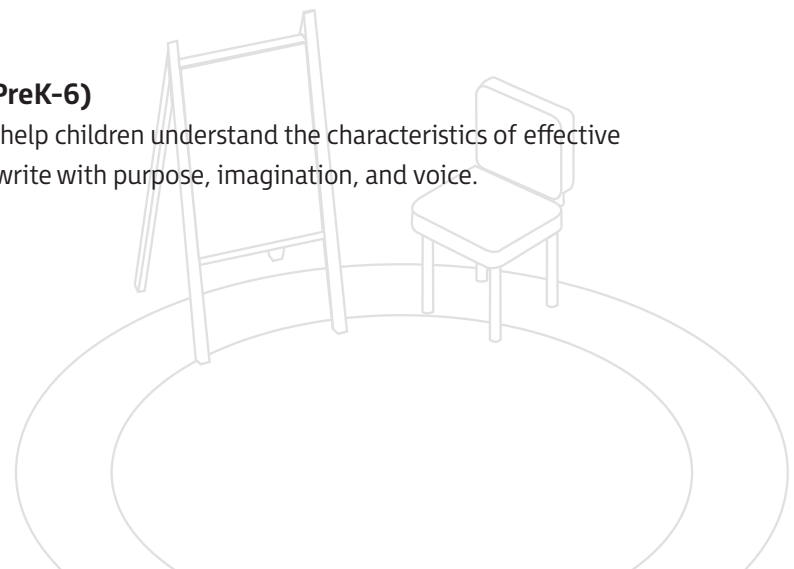 PreK-6)
help children understand the characteristics of effective
write with purpose, imagination, and voice.